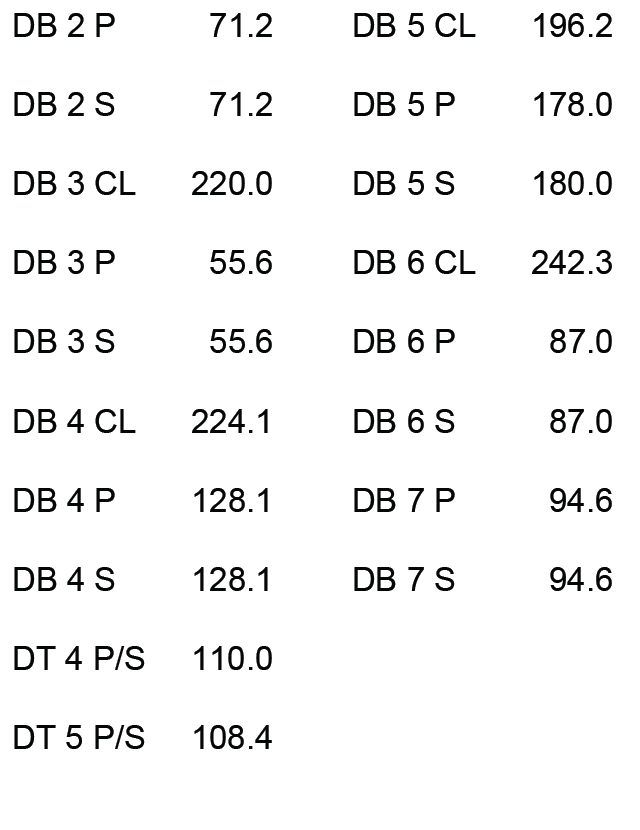 DB 2 P 71.2 DB 5 CL 196.2
DB 2 S 71.2 DB 5 P 178.0
DB 3 CL 220.0 DB 5 S 180.0
DB 3 P 55.6 DB 6 CL 242.3
DB 3 S 55.6 DB 6 P 87.0
DB 4 CL 224.1 DB 6 S 87.0
DB 4 P 128.1 DB 7 P 94.6
DB 4 S 128.1 DB 7 S 94.6
DT 4 P/S 110.0
DT 5 P/S 108.4